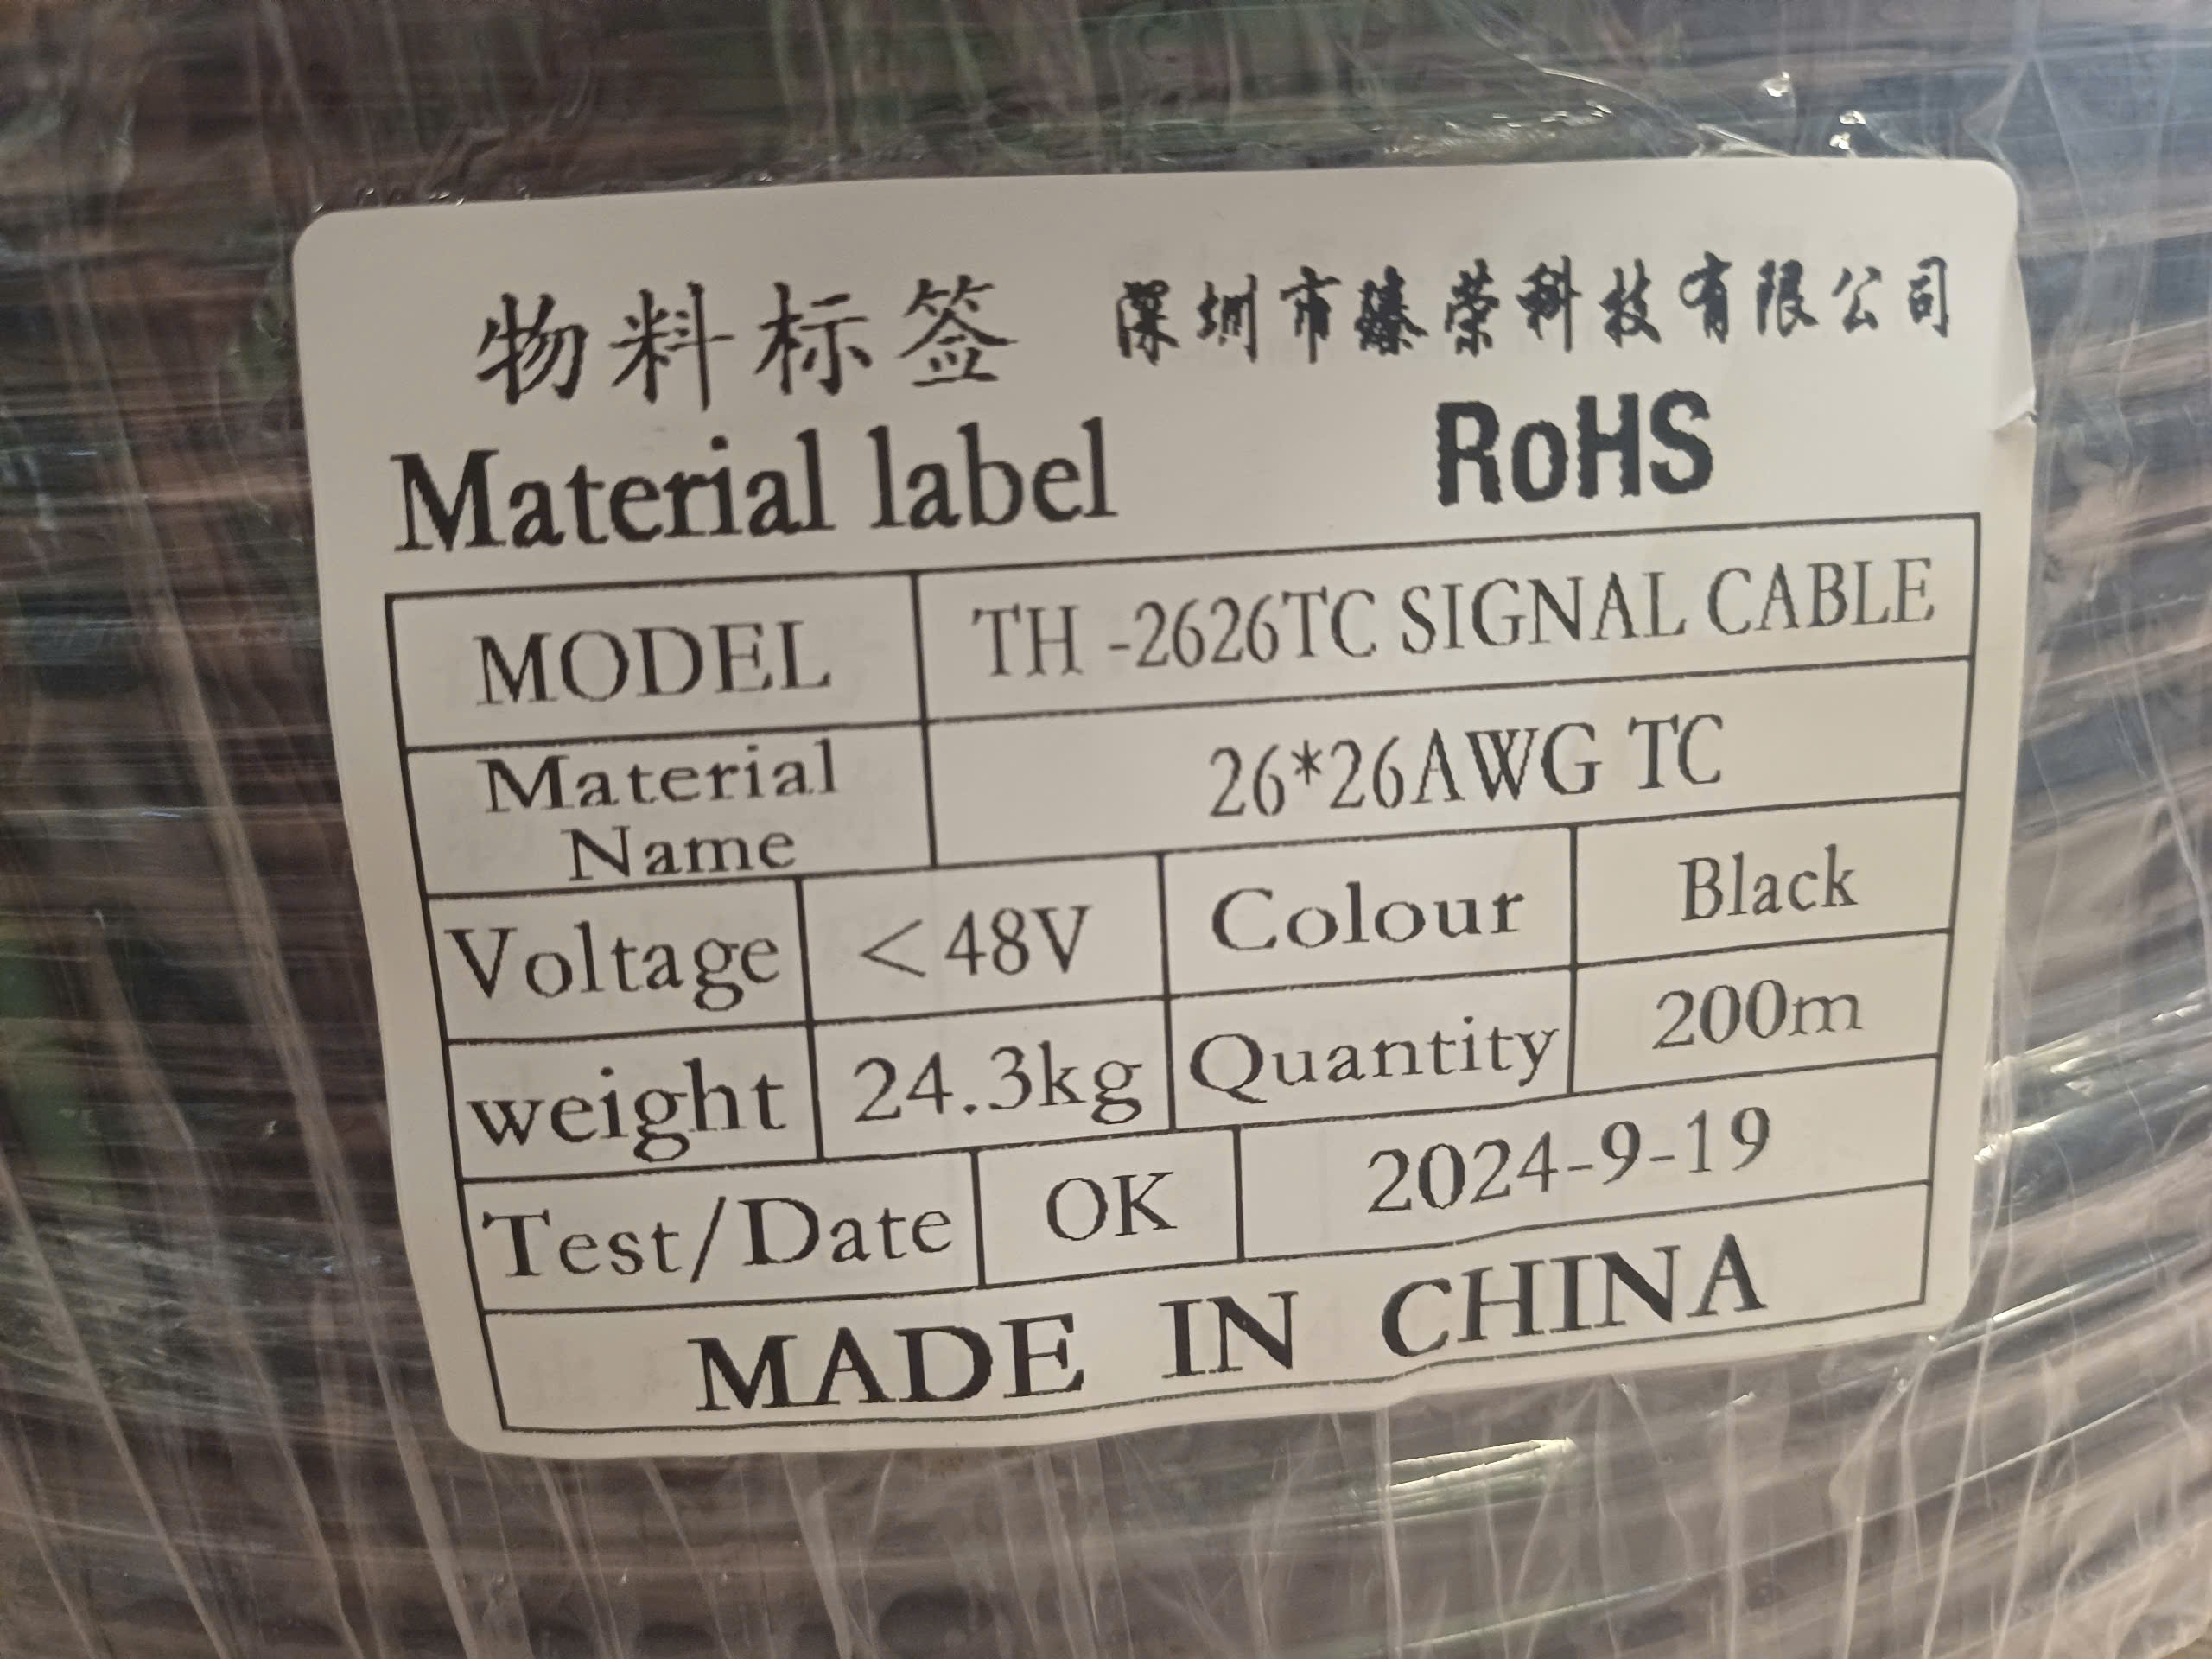 物料标签 深圳市臻荣科技有限公司
Material label RoHS
MODEL TH -2626TC SIGNAL CABLE
Material Name 26*26AWG TC
Voltage <48V Colour Black
weight 24.3kg Quantity 200m
Test/Date OK 2024-9-19
MADE IN CHINA